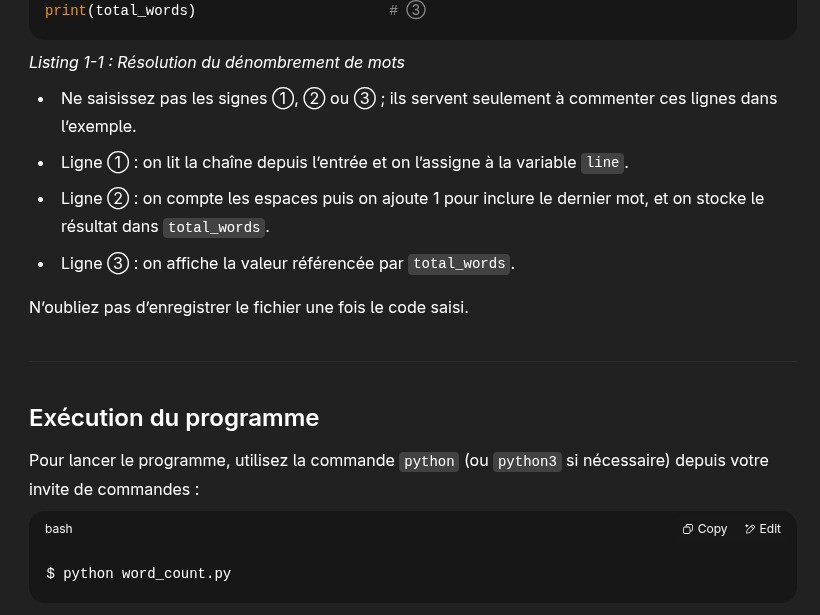 print(total_words) # ③
Listing 1-1 : Résolution du dénombrement de mots
• Ne saisissez pas les signes ①, ② ou ③ ; ils servent seulement à commenter ces lignes dans
l’exemple.
• Ligne ① : on lit la chaîne depuis l’entrée et on l’assigne à la variable line.
• Ligne ② : on compte les espaces puis on ajoute 1 pour inclure le dernier mot, et on stocke le
résultat dans total_words.
• Ligne ③ : on affiche la valeur référencée par total_words.
N’oubliez pas d’enregistrer le fichier une fois le code saisi.
Exécution du programme
Pour lancer le programme, utilisez la commande python (ou python3 si nécessaire) depuis votre
invite de commandes :
bash Copy Edit
$ python word_count.py